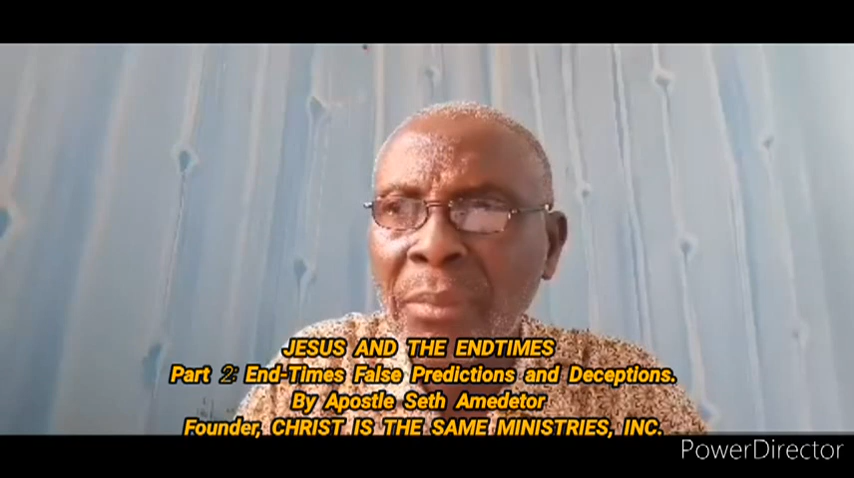 JESUS AND THE ENDTIMES
Part 2: End-Times False Predictions and Deceptions.
By Apostle Seth Amedetor
Founder, CHRIST IS THE SAME MINISTRIES, INC.
PowerDirector